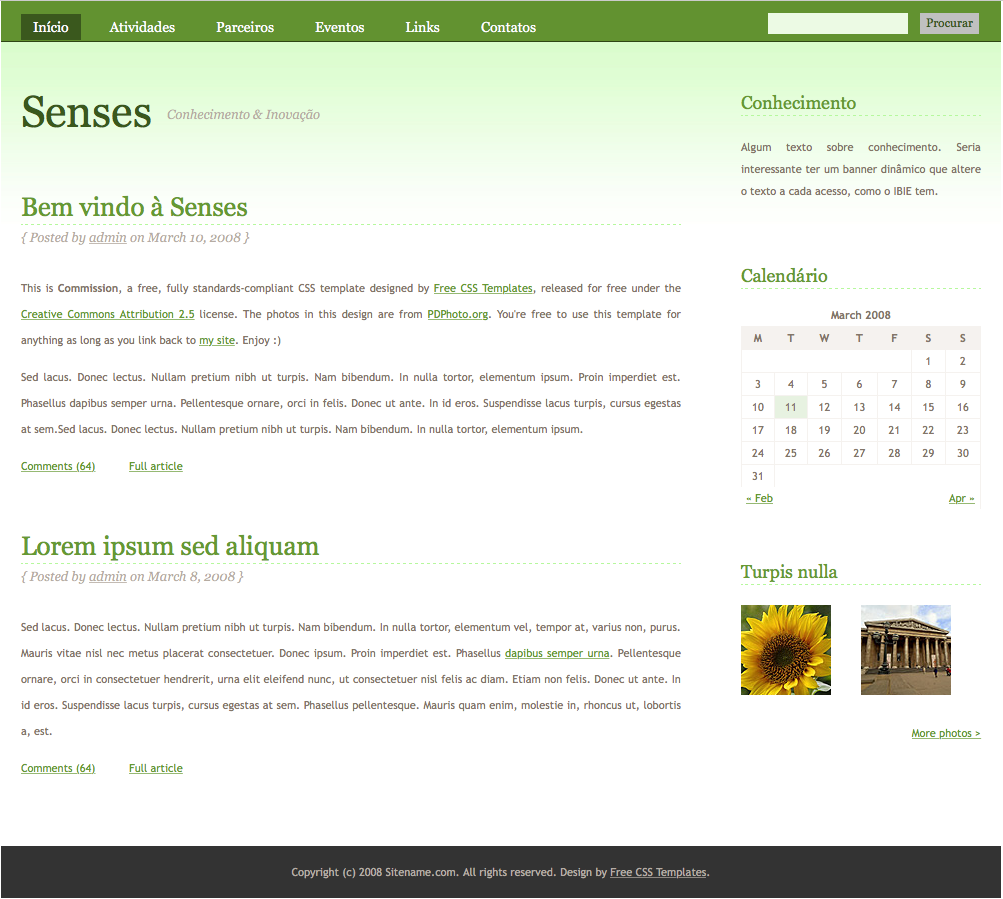 Início Atividades Parceiros Eventos Links Contatos Procurar
Senses Conhecimento & Inovação
Bem vindo à Senses
{ Posted by admin on March 10, 2008 }
This is Commission, a free, fully standards-compliant CSS template designed by Free CSS Templates, released for free under the
Creative Commons Attribution 2.5 license. The photos in this design are from PDPhoto.org. You're free to use this template for
anything as long as you link back to my site. Enjoy :)
Sed lacus. Donec lectus. Nullam pretium nibh ut turpis. Nam bibendum. In nulla tortor, elementum ipsum. Proin imperdiet est.
Phasellus dapibus semper urna. Pellentesque ornare, orci in felis. Donec ut ante. In id eros. Suspendisse lacus turpis, cursus egestas
at sem.Sed lacus. Donec lectus. Nullam pretium nibh ut turpis. Nam bibendum. In nulla tortor, elementum ipsum.
Comments (64) Full article
Lorem ipsum sed aliquam
{ Posted by admin on March 8, 2008 }
Sed lacus. Donec lectus. Nullam pretium nibh ut turpis. Nam bibendum. In nulla tortor, elementum vel, tempor at, varius non, purus.
Mauris vitae nisl nec metus placerat consectetuer. Donec ipsum. Proin imperdiet est. Phasellus dapibus semper urna. Pellentesque
ornare, orci in consectetuer hendrerit, urna elit eleifend nunc, ut consectetuer nisl felis ac diam. Etiam non felis. Donec ut ante. In
id eros. Suspendisse lacus turpis, cursus egestas at sem. Phasellus pellentesque. Mauris quam enim, molestie in, rhoncus ut, lobortis
a, est.
Comments (64) Full article
Conhecimento
Algum texto sobre conhecimento. Seria
interessante ter um banner dinâmico que altere
o texto a cada acesso, como o IBIE tem.
Calendário
March 2008
M T W T F S S
1 2
3 4 5 6 7 8 9
10 11 12 13 14 15 16
17 18 19 20 21 22 23
24 25 26 27 28 29 30
31
« Feb Apr »
Turpis nulla
More photos >
Copyright (c) 2008 Sitename.com. All rights reserved. Design by Free CSS Templates.